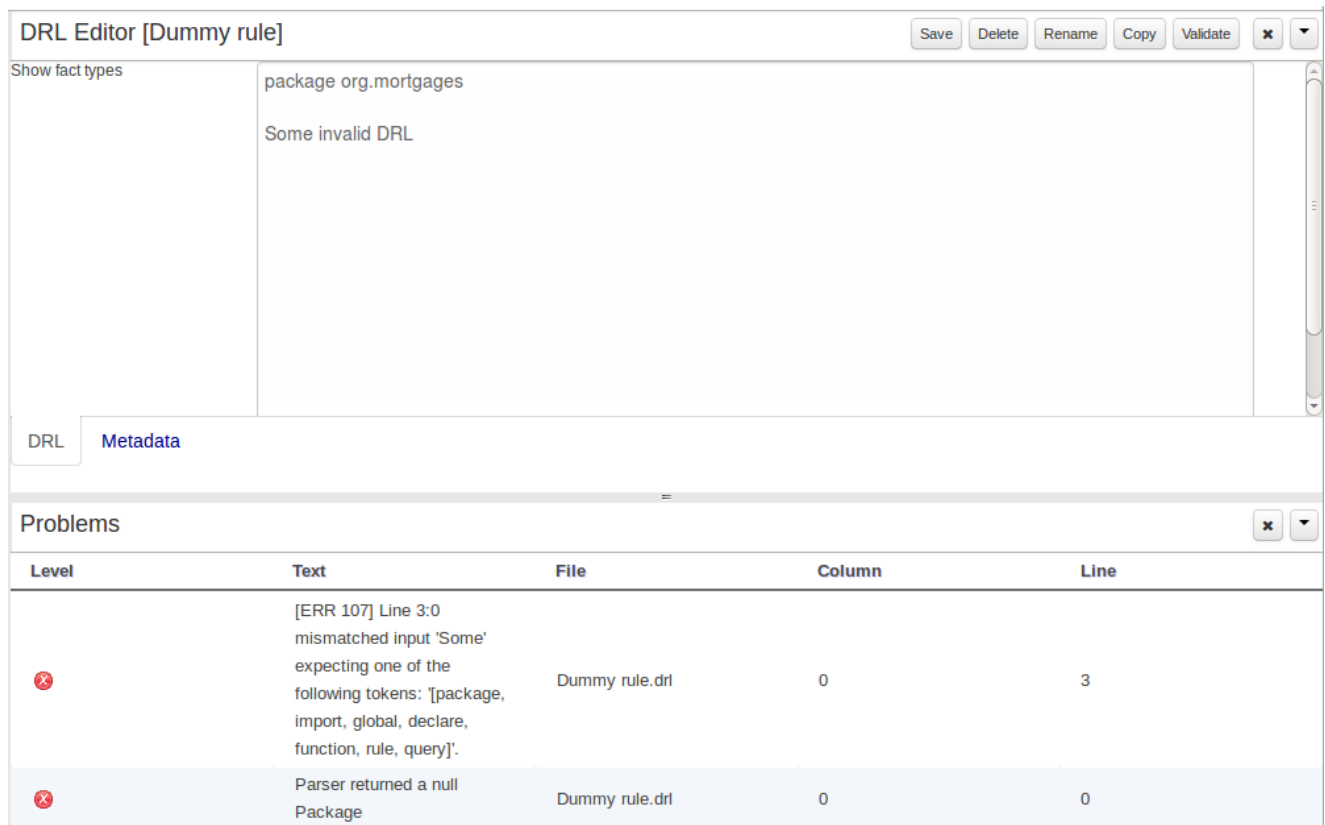 DRL Editor [Dummy rule]
Save
Delete
Rename
Copy
Validate
Show fact types
package org.mortgages
Some invalid DRL
DRL
Metadata
Problems
Level
Text
File
Column
Line
[ERR 107] Line 3:0
mismatched input 'Some'
expecting one of the
following tokens: '[package,
import, global, declare,
function, rule, query]'.
Dummy rule.drl
0
3
Parser returned a null
Package
Dummy rule.drl
0
0